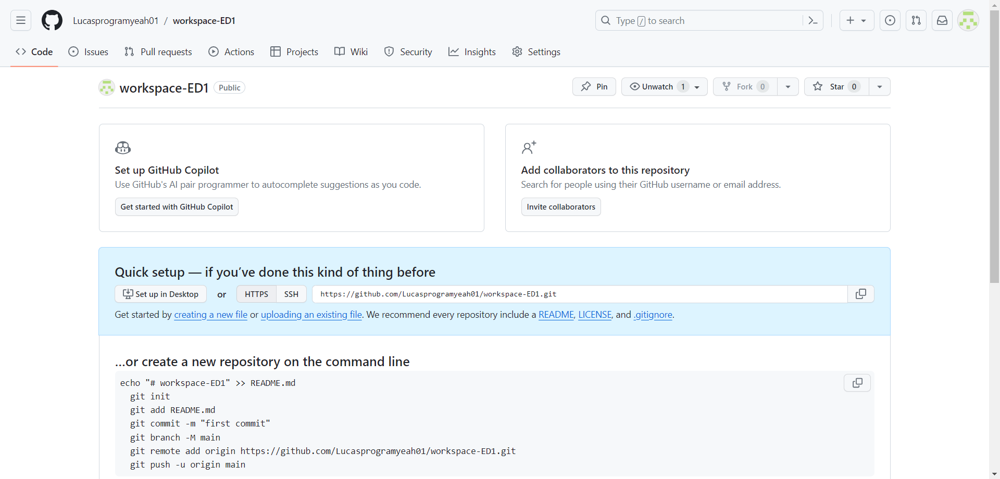 Lucasprogramyeah01 / workspace-ED1
Type / to search
Code Issues Pull requests Actions Projects Wiki Security Insights Settings
workspace-ED1 Public
Pin Unwatch 1 Fork 0 Star 0
Set up GitHub Copilot
Use GitHub's AI pair programmer to autocomplete suggestions as you code.
Get started with GitHub Copilot
Add collaborators to this repository
Search for people using their GitHub username or email address.
Invite collaborators
Quick setup — if you’ve done this kind of thing before
Set up in Desktop or HTTPS SSH https://github.com/Lucasprogramyeah01/workspace-ED1.git
Get started by creating a new file or uploading an existing file. We recommend every repository include a README, LICENSE, and .gitignore.
…or create a new repository on the command line
echo "# workspace-ED1" >> README.md
git init
git add README.md
git commit -m "first commit"
git branch -M main
git remote add origin https://github.com/Lucasprogramyeah01/workspace-ED1.git
git push -u origin main